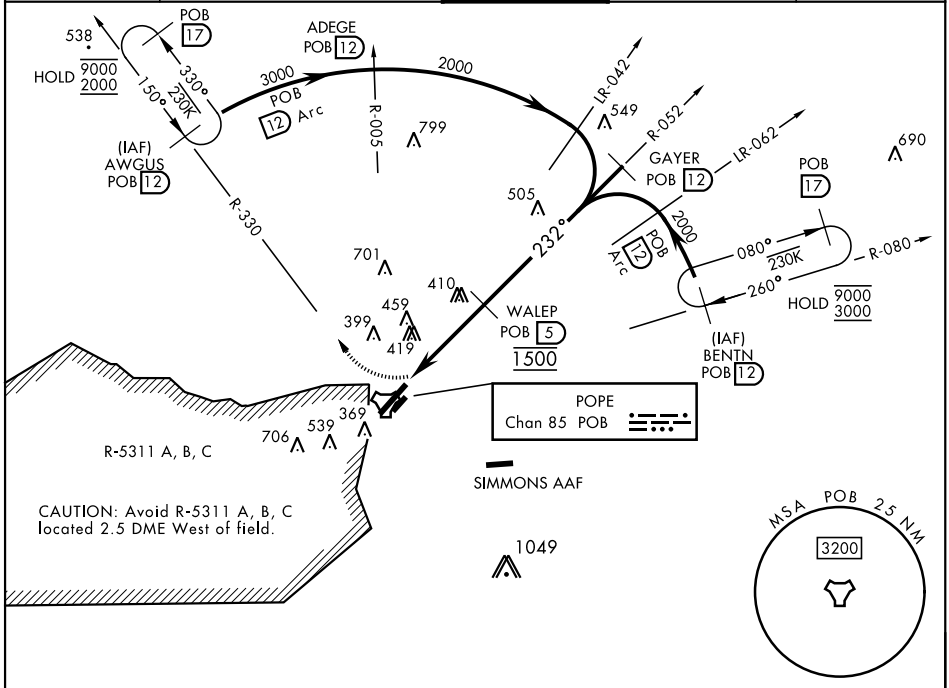 POB
17
538
HOLD 9000
2000
330°
230K
150°
(IAF)
AWGUS
POB 12
ADEGE
POB 12
3000
POB
12 Arc
2000
R-005
799
LR-042
549
R-052
GAYER
POB 12
LR-062
690
POB
17
505
232°
POB
12
Arc
2000
080°
230K
260°
R-080
HOLD 9000
3000
(IAF)
BENTN
POB 12
R-330
701
410
459
399
419
WALEP
POB 5
1500
POPE
Chan 85 POB
369
706
539
R-5311 A, B, C
SIMMONS AAF
CAUTION: Avoid R-5311 A, B, C
located 2.5 DME West of field.
1049
MSA POB 25 NM
3200